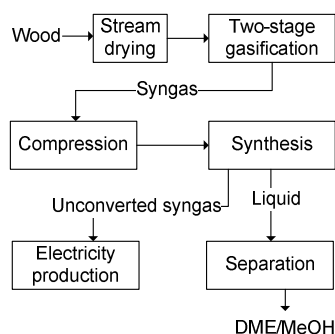 Wood
Stream
drying
Two-stage
gasification
Syngas
Compression
Synthesis
Unconverted syngas
Liquid
Electricity
production
Separation
DME/MeOH